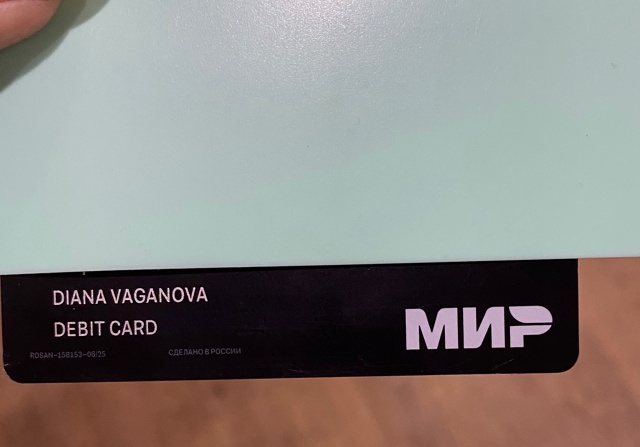 DIANA VAGANOVA
DEBIT CARD
МИР
ROSAN-158153-06/25
СДЕЛАНО В РОССИИ